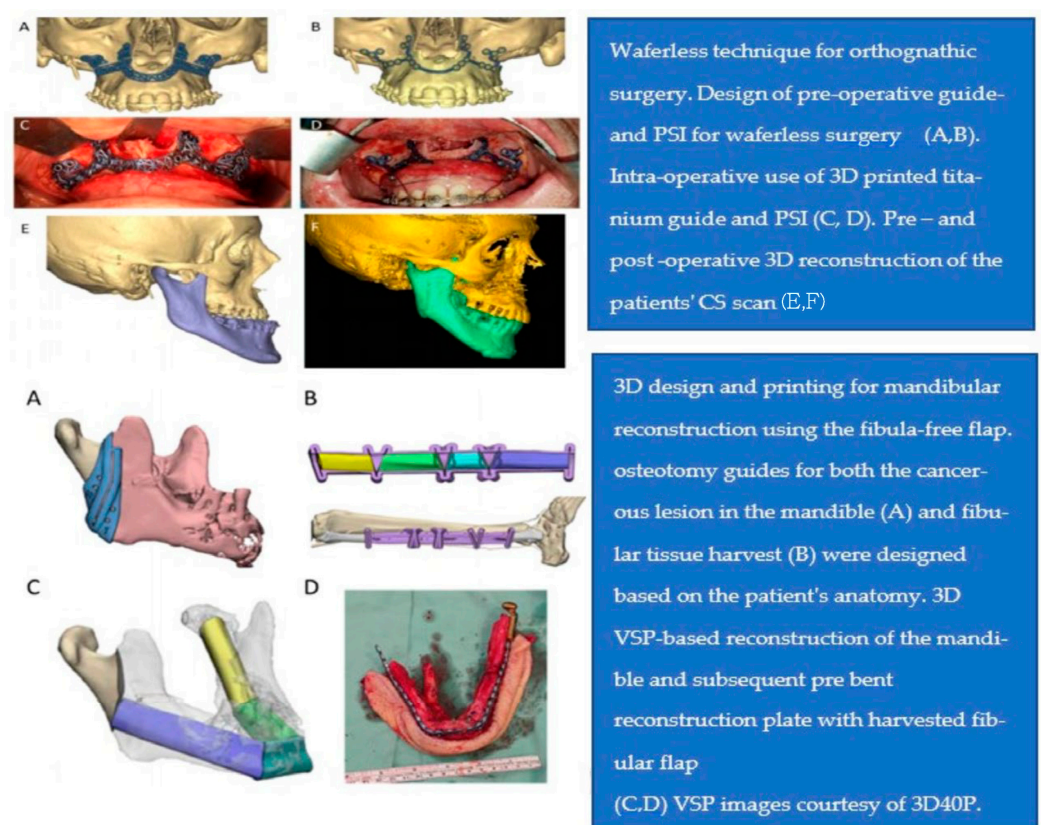 A
B
Waferless technique for orthognathic
surgery. Design of pre-operative guide-
and PSI for waferless surgery (A,B).
Intra-operative use of 3D printed tita-
nium guide and PSI (C, D). Pre – and
post -operative 3D reconstruction of the
patients' CS scan (E,F)
C
D
E
F
A
B
3D design and printing for mandibular
reconstruction using the fibula-free flap.
osteotomy guides for both the cancer-
ous lesion in the mandible (A) and fibu-
lar tissue harvest (B) were designed
based on the patient's anatomy. 3D
VSP-based reconstruction of the mandi-
ble and subsequent pre bent
reconstruction plate with harvested fib-
ular flap
(C,D) VSP images courtesy of 3D40P.
C
D